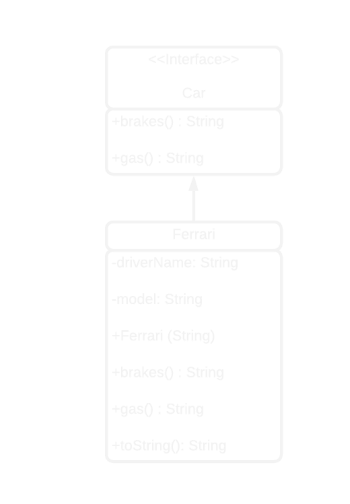 <<Interface>>
Car
+brakes() : String
+gas() : String
Ferrari
-driverName: String
-model: String
+Ferrari (String)
+brakes() : String
+gas() : String
+toString(): String